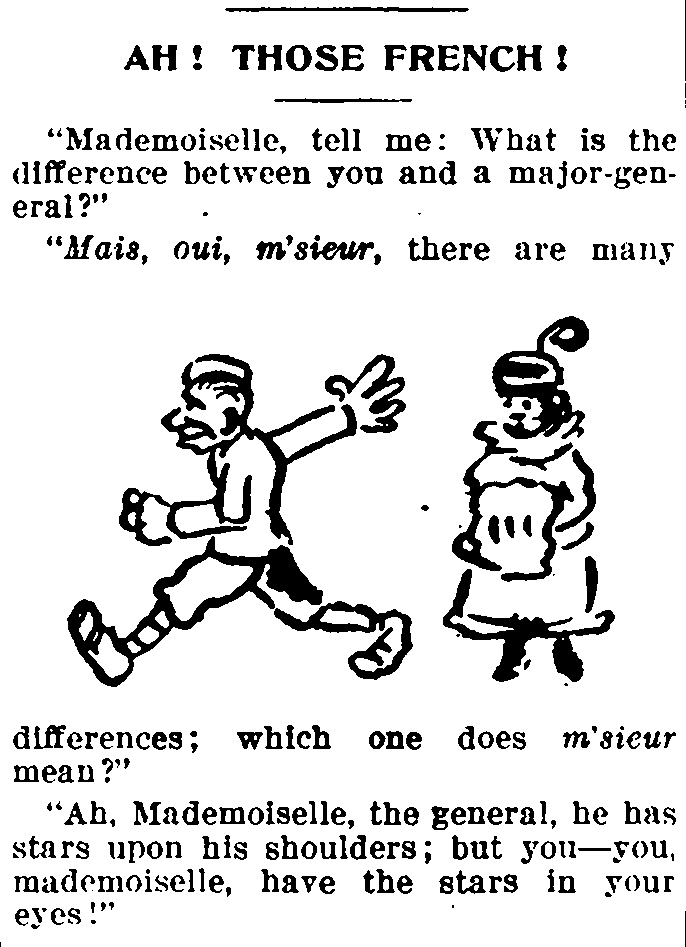 AH! THOSE FRENCH!
"Mademoiselle, tell me: What is the
difference between you and a major-gen-
eral?"
"Mais, oui, m'sieur, there are many
differences; which one does m'sieur
mean?"
"Ah, Mademoiselle, the general, he has
stars upon his shoulders; but you—you,
mademoiselle, have the stars in your
eyes!"